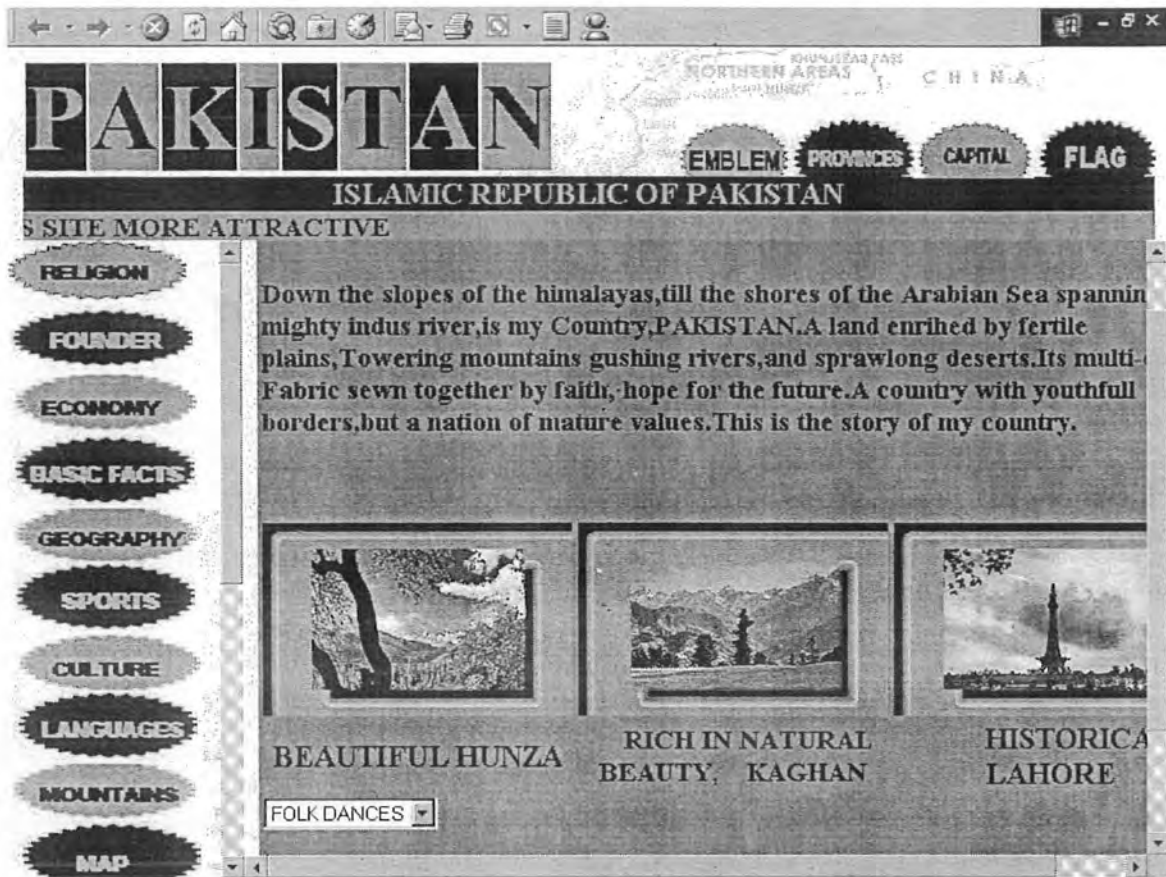 PAKISTAN
NORTHERN AREAS
CHINA
EMBLEM
PROVINCES
CAPITAL
FLAG
ISLAMIC REPUBLIC OF PAKISTAN
S SITE MORE ATTRACTIVE
RELIGION
FOUNDER
ECONOMY
BASIC FACTS
GEOGRAPHY
SPORTS
CULTURE
LANGUAGES
MOUNTAINS
MAP
Down the slopes of the himalayas,till the shores of the Arabian Sea spannin
mighty indus river,is my Country,PAKISTAN.A land enrihed by fertile
plains,Towering mountains gushing rivers,and sprawlong deserts.Its multi-
Fabric sewn together by faith, hope for the future.A country with youthfull
borders,but a nation of mature values.This is the story of my country.
BEAUTIFUL HUNZA
RICH IN NATURAL
BEAUTY, KAGHAN
HISTORICA
LAHORE
FOLK DANCES